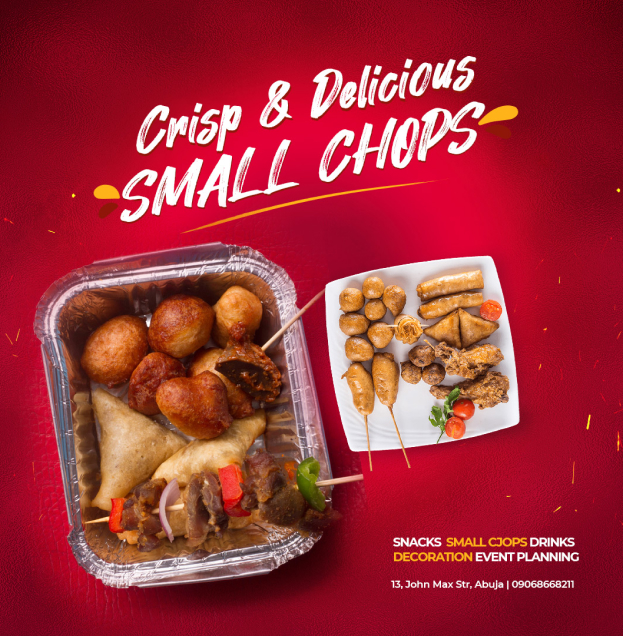 Crisp & Delicious
SMALL CHOPS
SNACKS SMALL CJOPS DRINKS
DECORATION EVENT PLANNING
13, John Max Str, Abuja | 09068668211